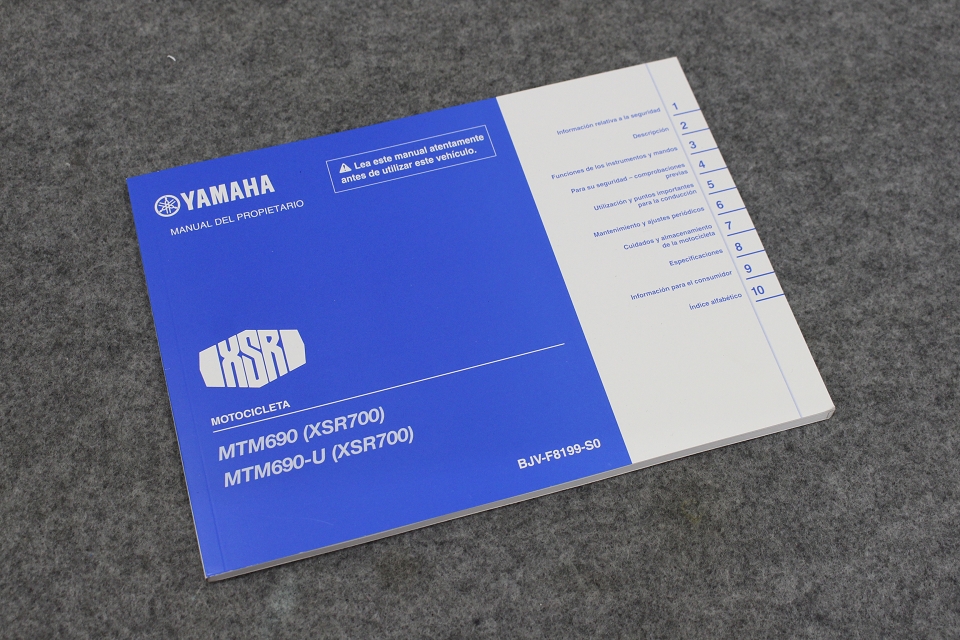 YAMAHA
MANUAL DEL PROPIETARIO
Lea este manual atentamente
antes de utilizar este vehículo.
XSR
MOTOCICLETA
MTM690 (XSR700)
MTM690-U (XSR700)
BJV-F8199-S0
Información relativa a la seguridad 1
Descripción 2
Funciones de los instrumentos y mandos 3
Para su seguridad – comprobaciones
previas 4
Utilización y puntos importantes
para la conducción 5
Mantenimiento y ajustes periódicos 6
Cuidados y almacenamiento
de la motocicleta 7
Especificaciones 8
Información para el consumidor 9
Índice alfabético 10